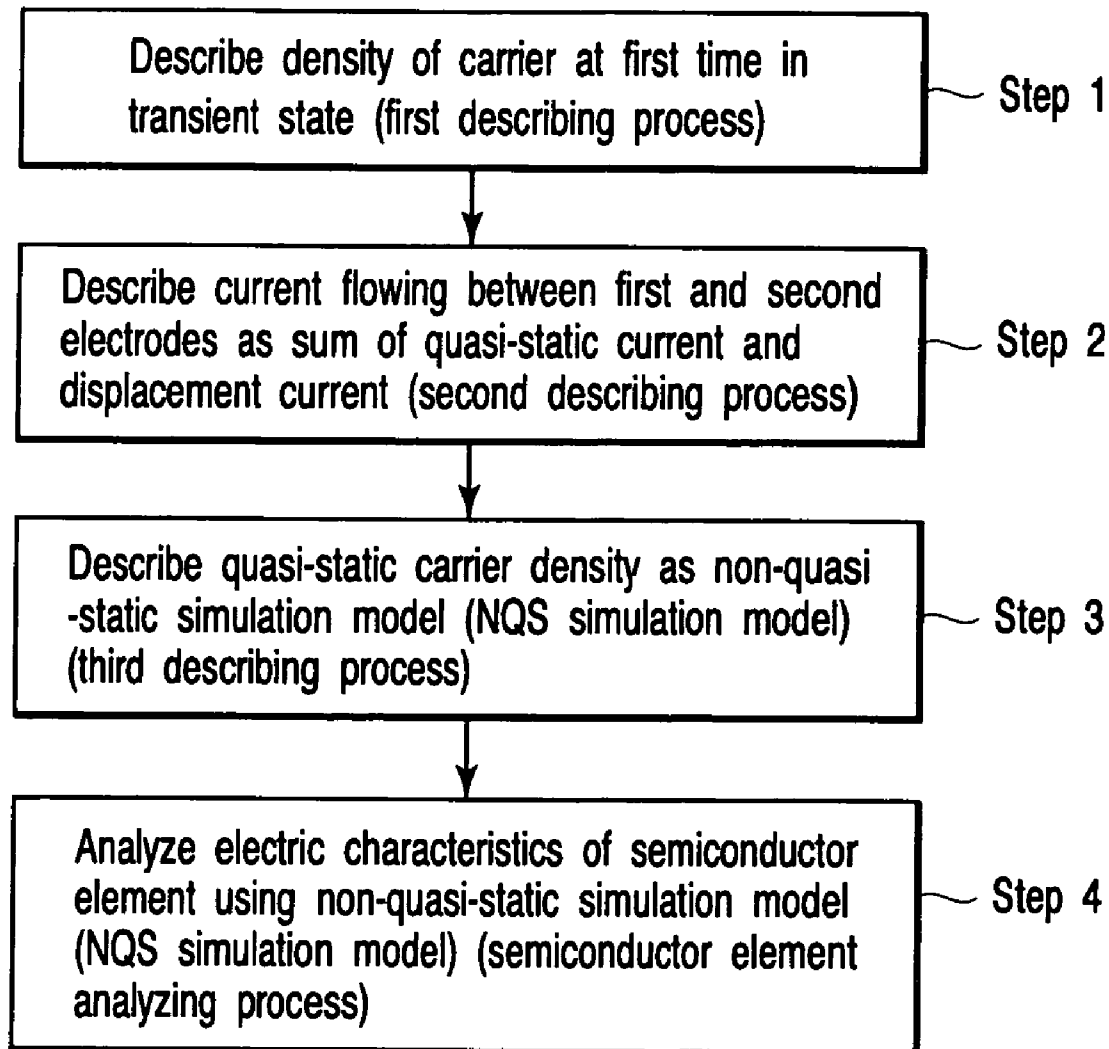 Describe density of carrier at first time in
transient state (first describing process)
Step 1
Describe current flowing between first and second
electrodes as sum of quasi-static current and
displacement current (second describing process)
Step 2
Describe quasi-static carrier density as non-quasi
-static simulation model (NQS simulation model)
(third describing process)
Step 3
Analyze electric characteristics of semiconductor
element using non-quasi-static simulation model
(NQS simulation model) (semiconductor element
analyzing process)
Step 4